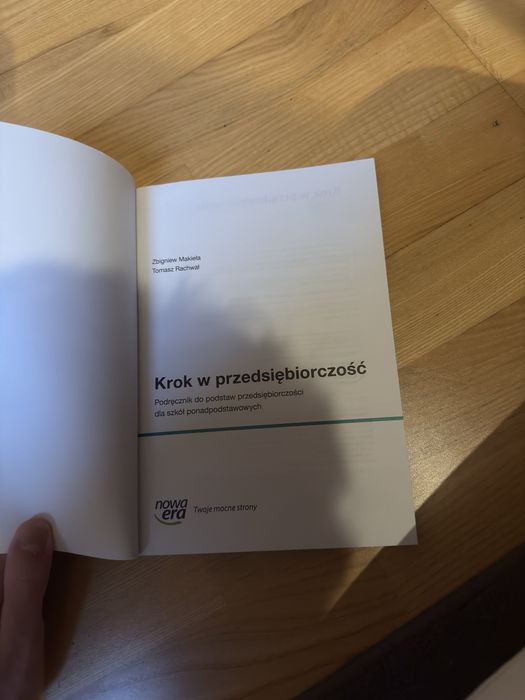 Zbigniew Makieła
Tomasz Rachwał
Krok w przedsiębiorczość
Podręcznik do podstaw przedsiębiorczości
dla szkół ponadpodstawowych
nowa
era
Twoje mocne strony